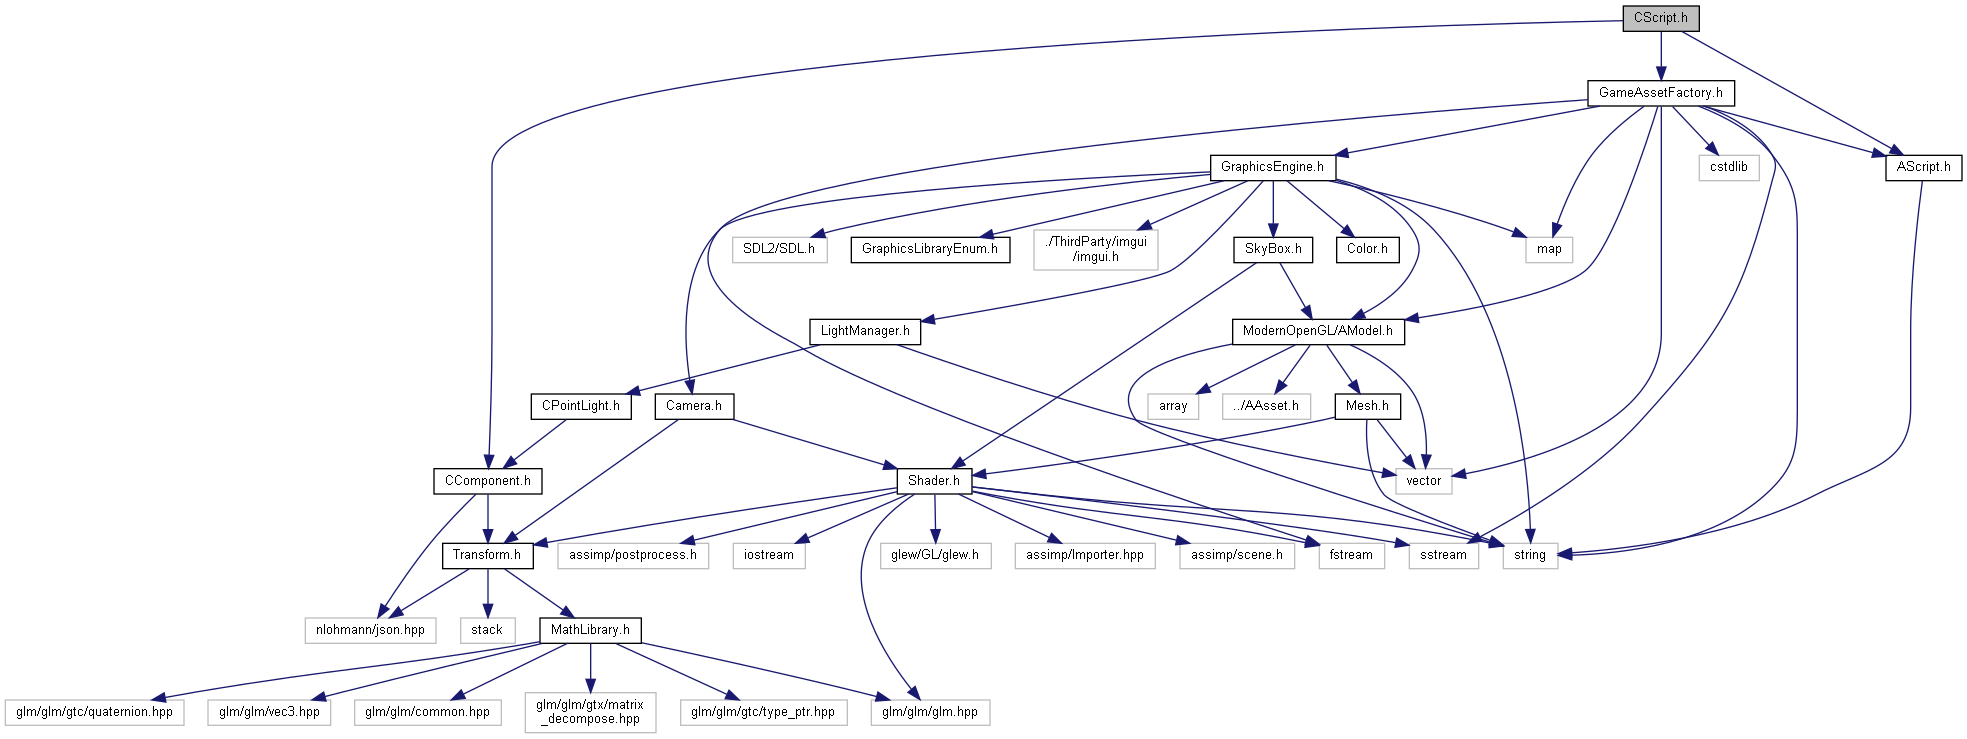 CScript.h
GameAssetFactory.h
GraphicsEngine.h
cstdlib
AScript.h
SDL2/SDL.h
GraphicsLibraryEnum.h
./ThirdParty/imgui
/imgui.h
SkyBox.h
Color.h
map
LightManager.h
ModernOpenGL/AModel.h
CPointLight.h
Camera.h
array
../AAsset.h
Mesh.h
CComponent.h
Shader.h
vector
Transform.h
assimp/postprocess.h
iostream
glew/GL/glew.h
assimp/Importer.hpp
assimp/scene.h
fstream
sstream
string
nlohmann/json.hpp
stack
MathLibrary.h
glm/glm/gtc/quaternion.hpp
glm/glm/vec3.hpp
glm/glm/common.hpp
glm/glm/gtx/matrix
_decompose.hpp
glm/glm/gtc/type_ptr.hpp
glm/glm/glm.hpp